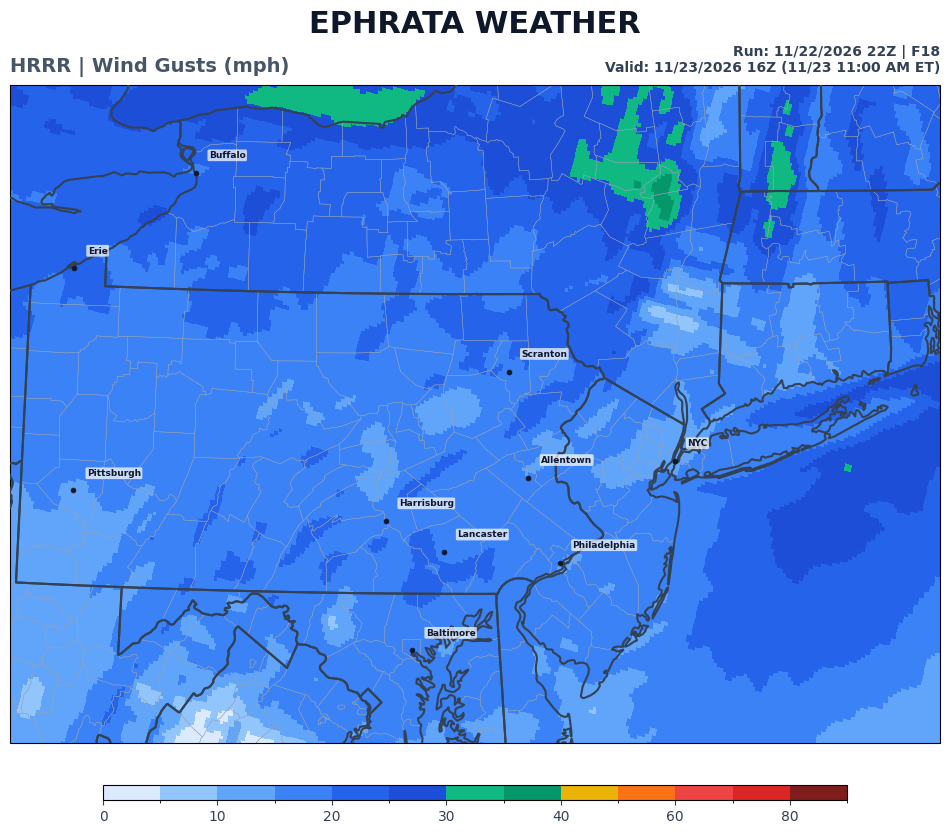 EPHRATA WEATHER
HRRR | Wind Gusts (mph)
Run: 11/22/2026 22Z | F18
Valid: 11/23/2026 16Z (11/23 11:00 AM ET)
Buffalo
Erie
Scranton
NYC
Allentown
Pittsburgh
Harrisburg
Lancaster
Philadelphia
Baltimore
0 10 20 30 40 50 60 70 80